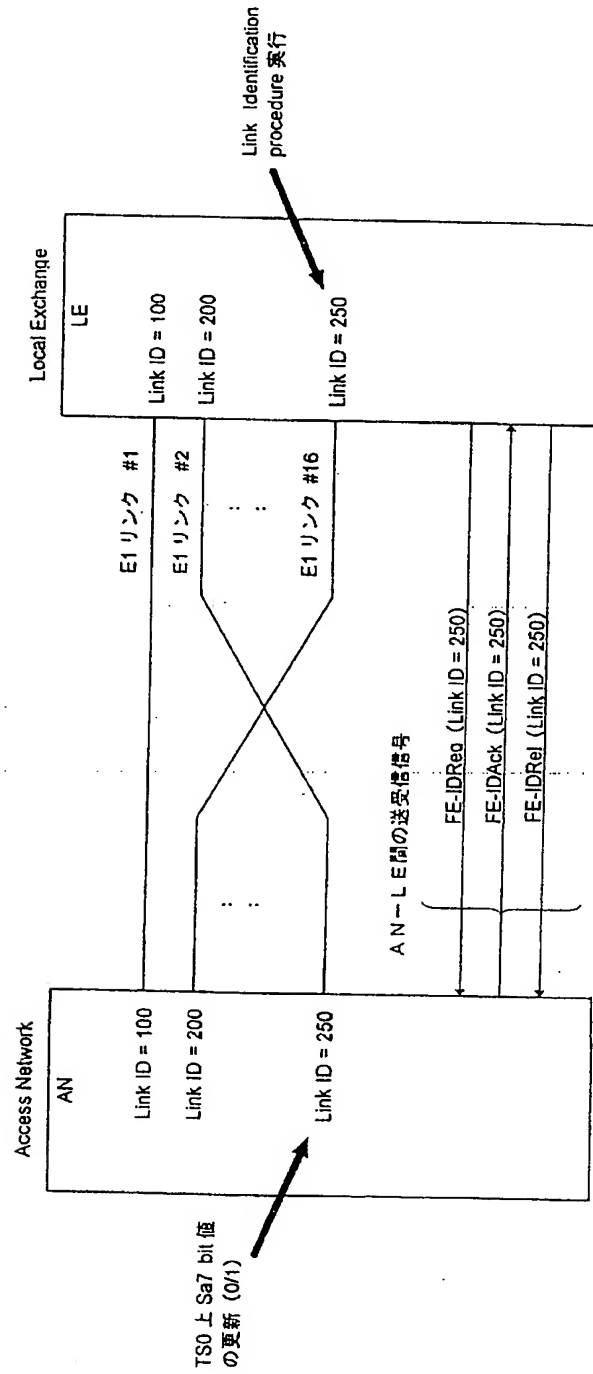 Access Network
AN
Link ID = 100
Link ID = 200
Link ID = 250
TS0 上 Sa7 bit 値
の更新 (0/1)
E1 リンク #1
E1 リンク #2
: :
: :
E1 リンク #16
Local Exchange
LE
Link ID = 100
Link ID = 200
Link ID = 250
Link Identification
procedure 実行
AN-LE間の送受信信号
FE-IDReq (Link ID = 250)
FE-IDAck (Link ID = 250)
FE-IDRel (Link ID = 250)